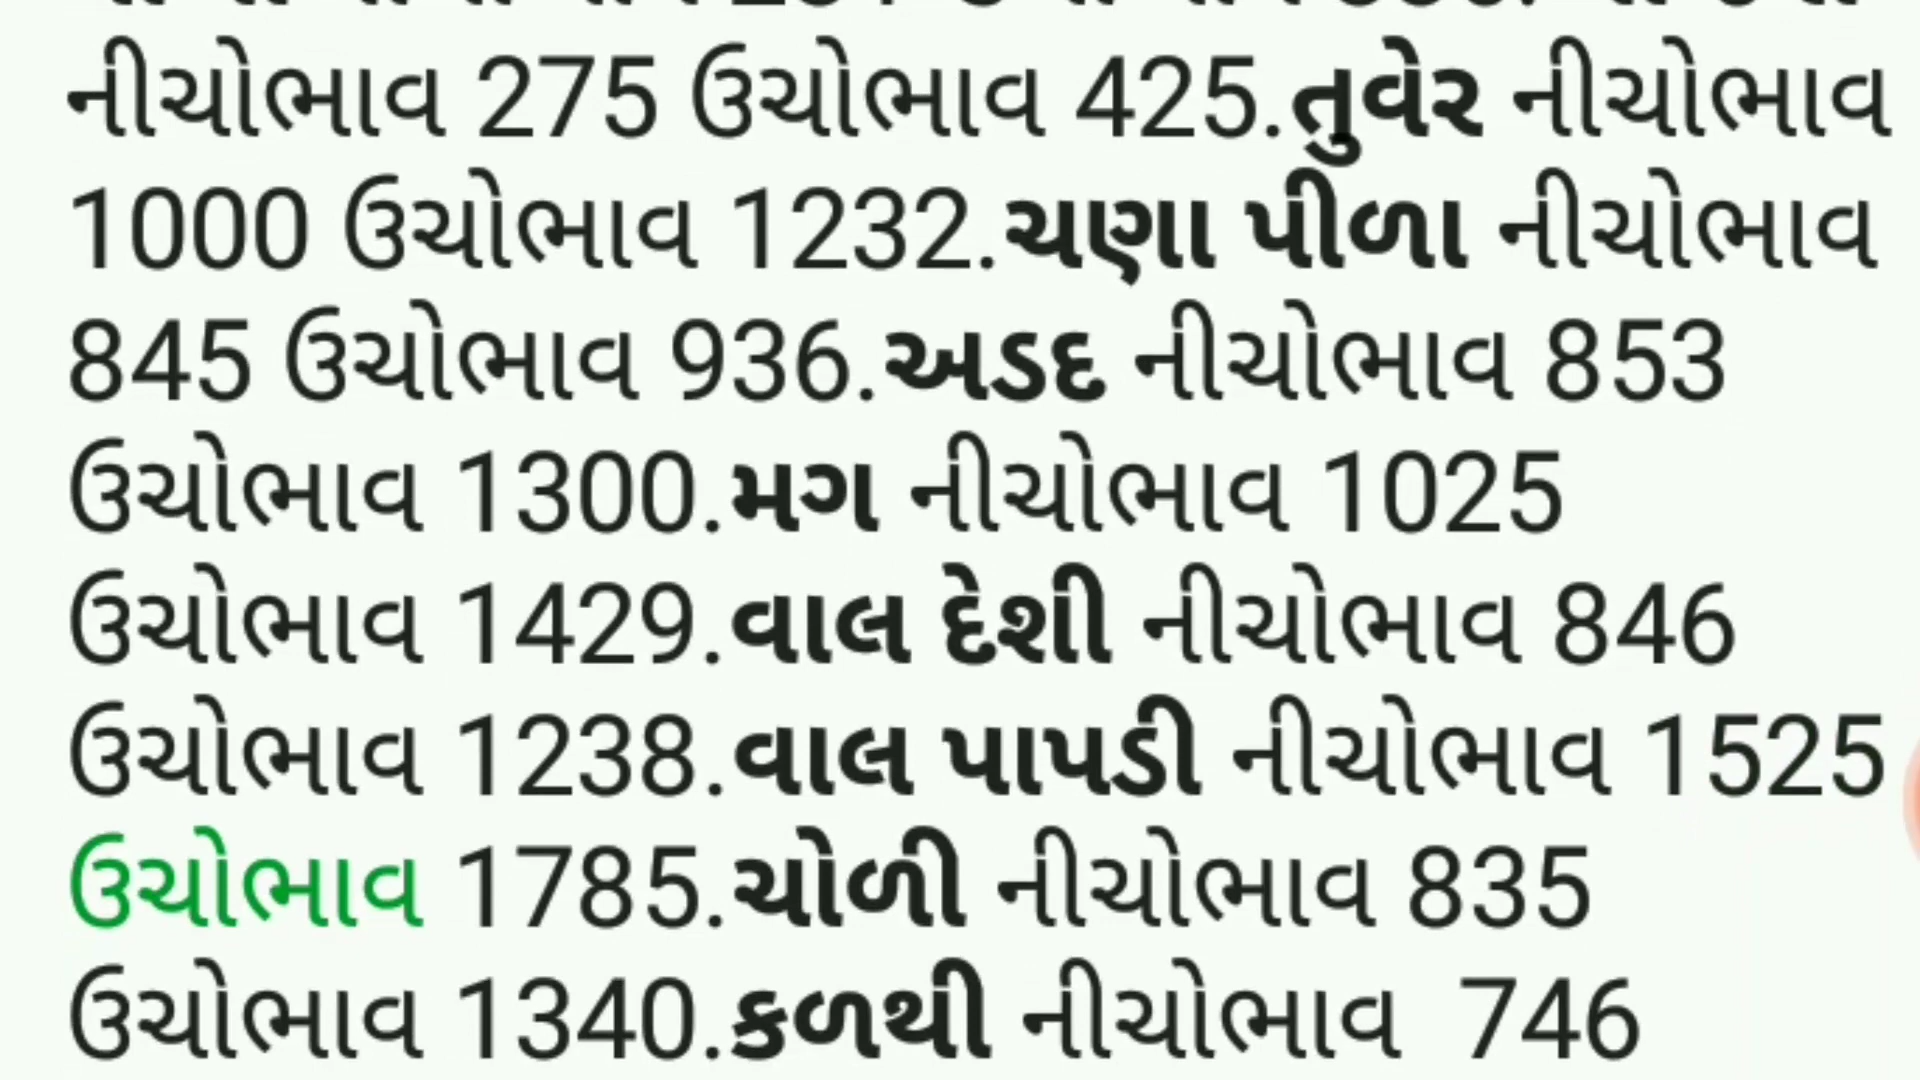 નીચોભાવ 275 ઉચોભાવ 425.તુવેર નીચોભાવ
1000 ઉચોભાવ 1232.ચણા પીળા નીચોભાવ
845 ઉચોભાવ 936.અડદ નીચોભાવ 853
ઉચોભાવ 1300.મગ નીચોભાવ 1025
ઉચોભાવ 1429.વાલ દેશી નીચોભાવ 846
ઉચોભાવ 1238.વાલ પાપડી નીચોભાવ 1525
ઉચોભાવ 1785.ચોળી નીચોભાવ 835
ઉચોભાવ 1340.કળથી નીચોભાવ 746